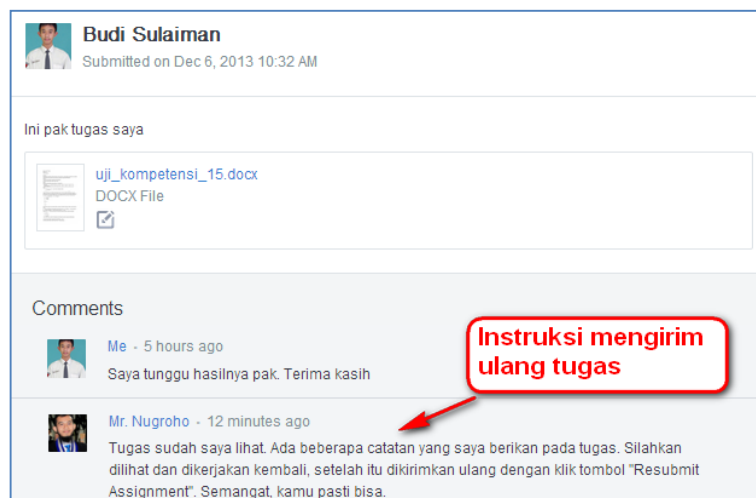 Budi Sulaiman
Submitted on Dec 6, 2013 10:32 AM
Ini pak tugas saya
uji_kompetensi_15.docx
DOCX File
Comments
Me - 5 hours ago
Saya tunggu hasilnya pak. Terima kasih
Instruksi mengirim
ulang tugas
Mr. Nugroho - 12 minutes ago
Tugas sudah saya lihat. Ada beberapa catatan yang saya berikan pada tugas. Silahkan
dilihat dan dikerjakan kembali, setelah itu dikirimkan ulang dengan klik tombol "Resubmit
Assignment". Semangat, kamu pasti bisa.